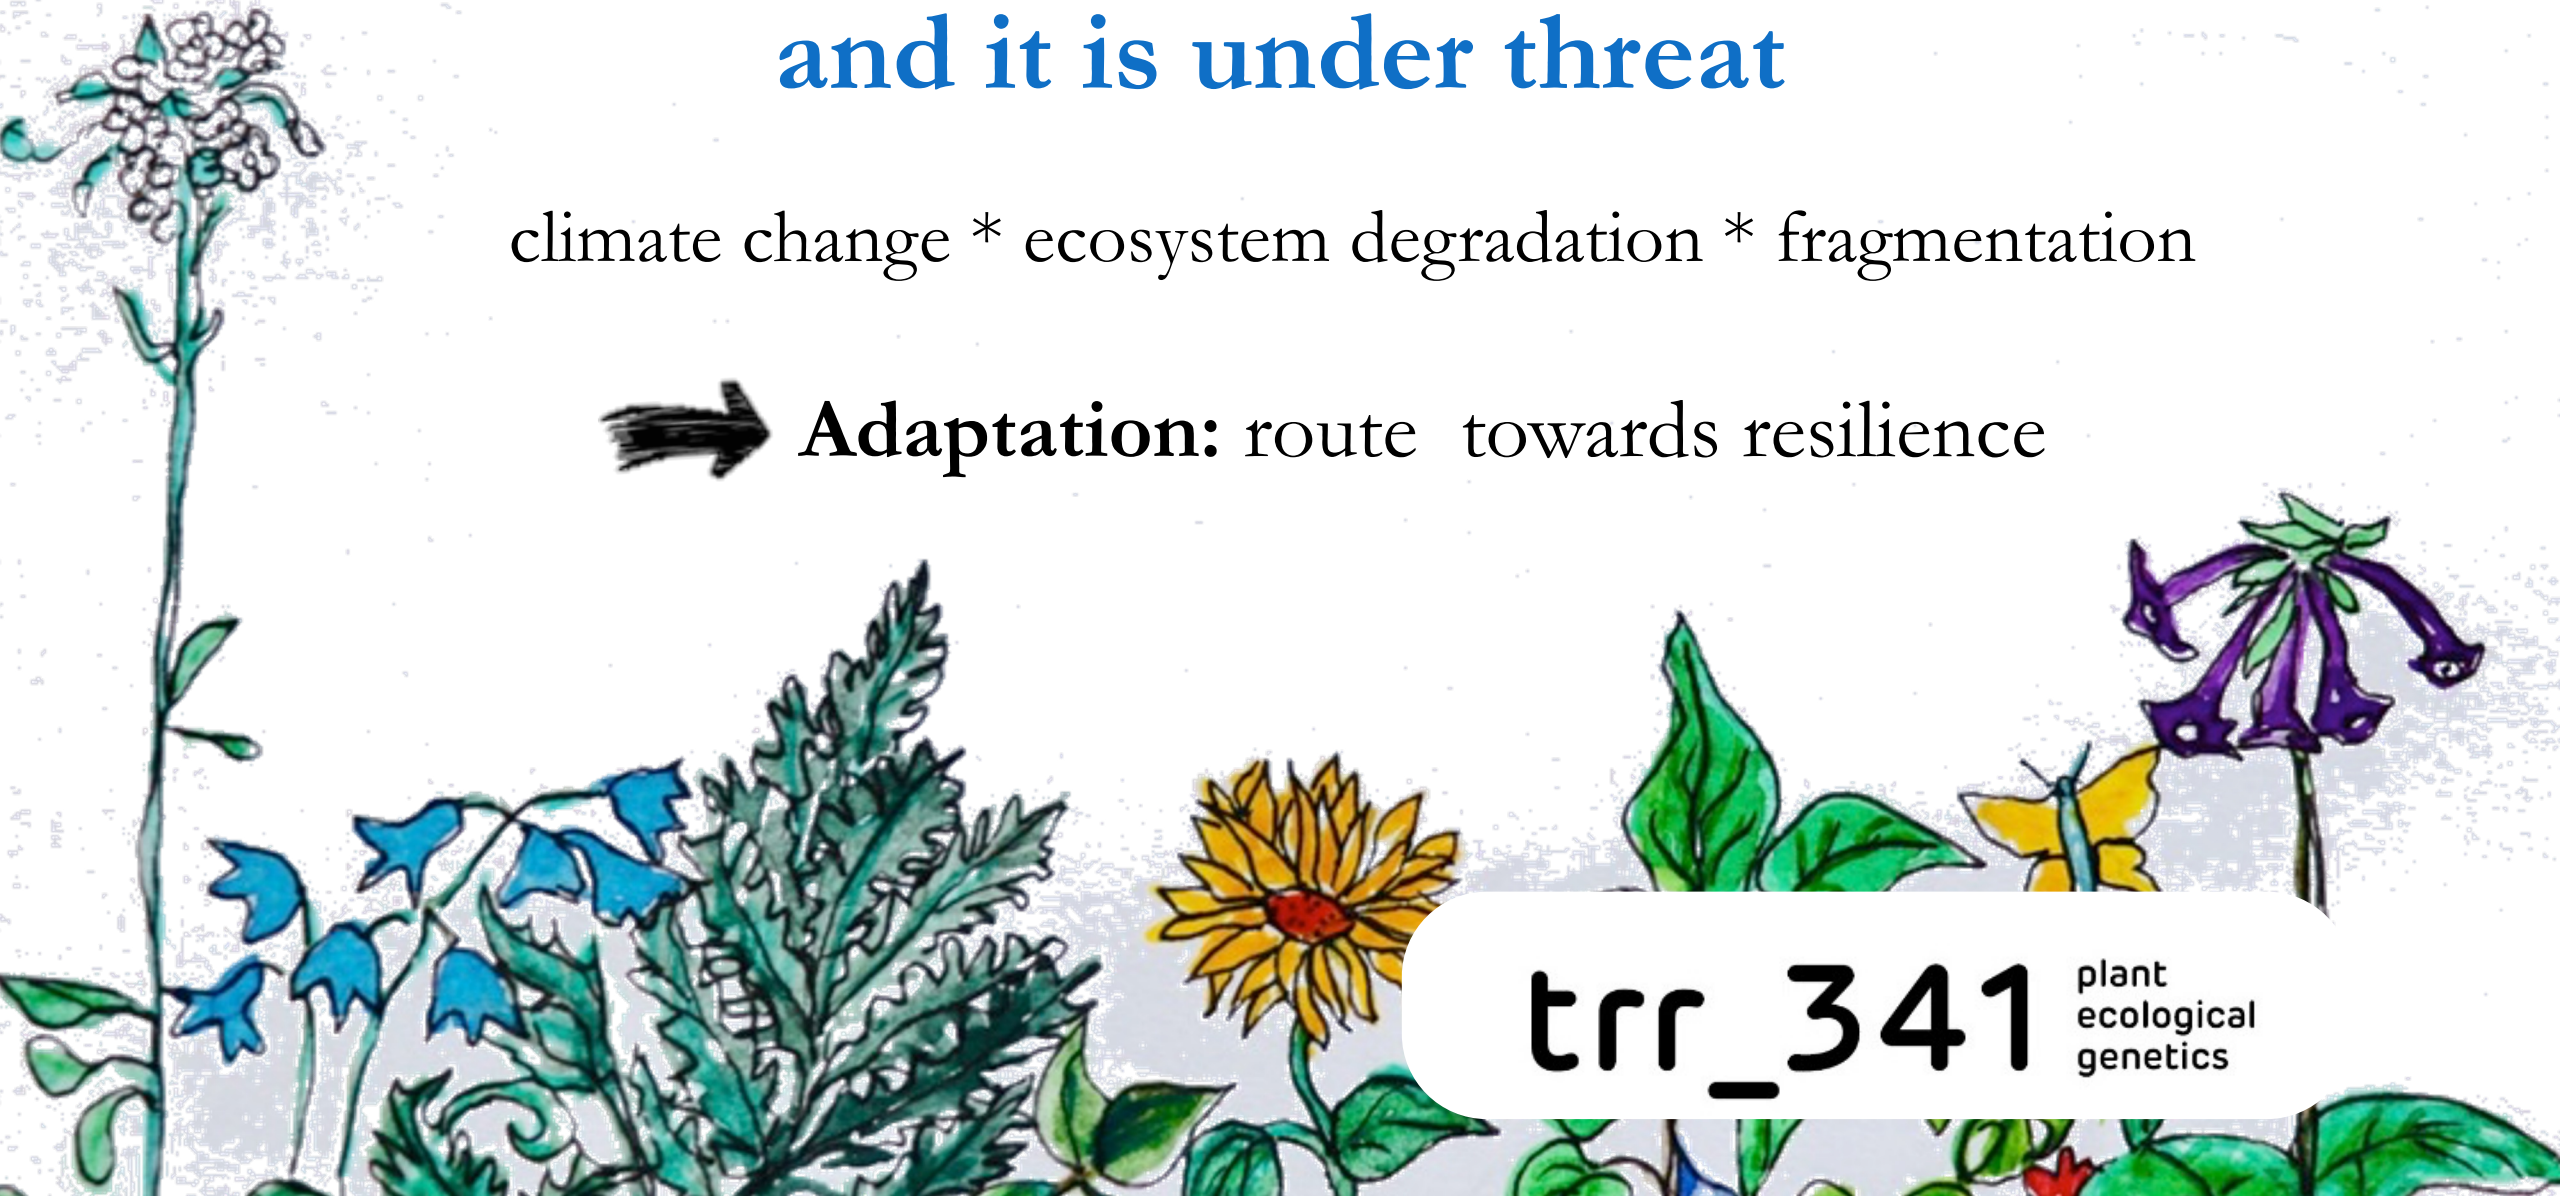 and it is under threat
climate change * ecosystem degradation * fragmentation
Adaptation: route  towards resilience
trr_341
plant
ecological
genetics